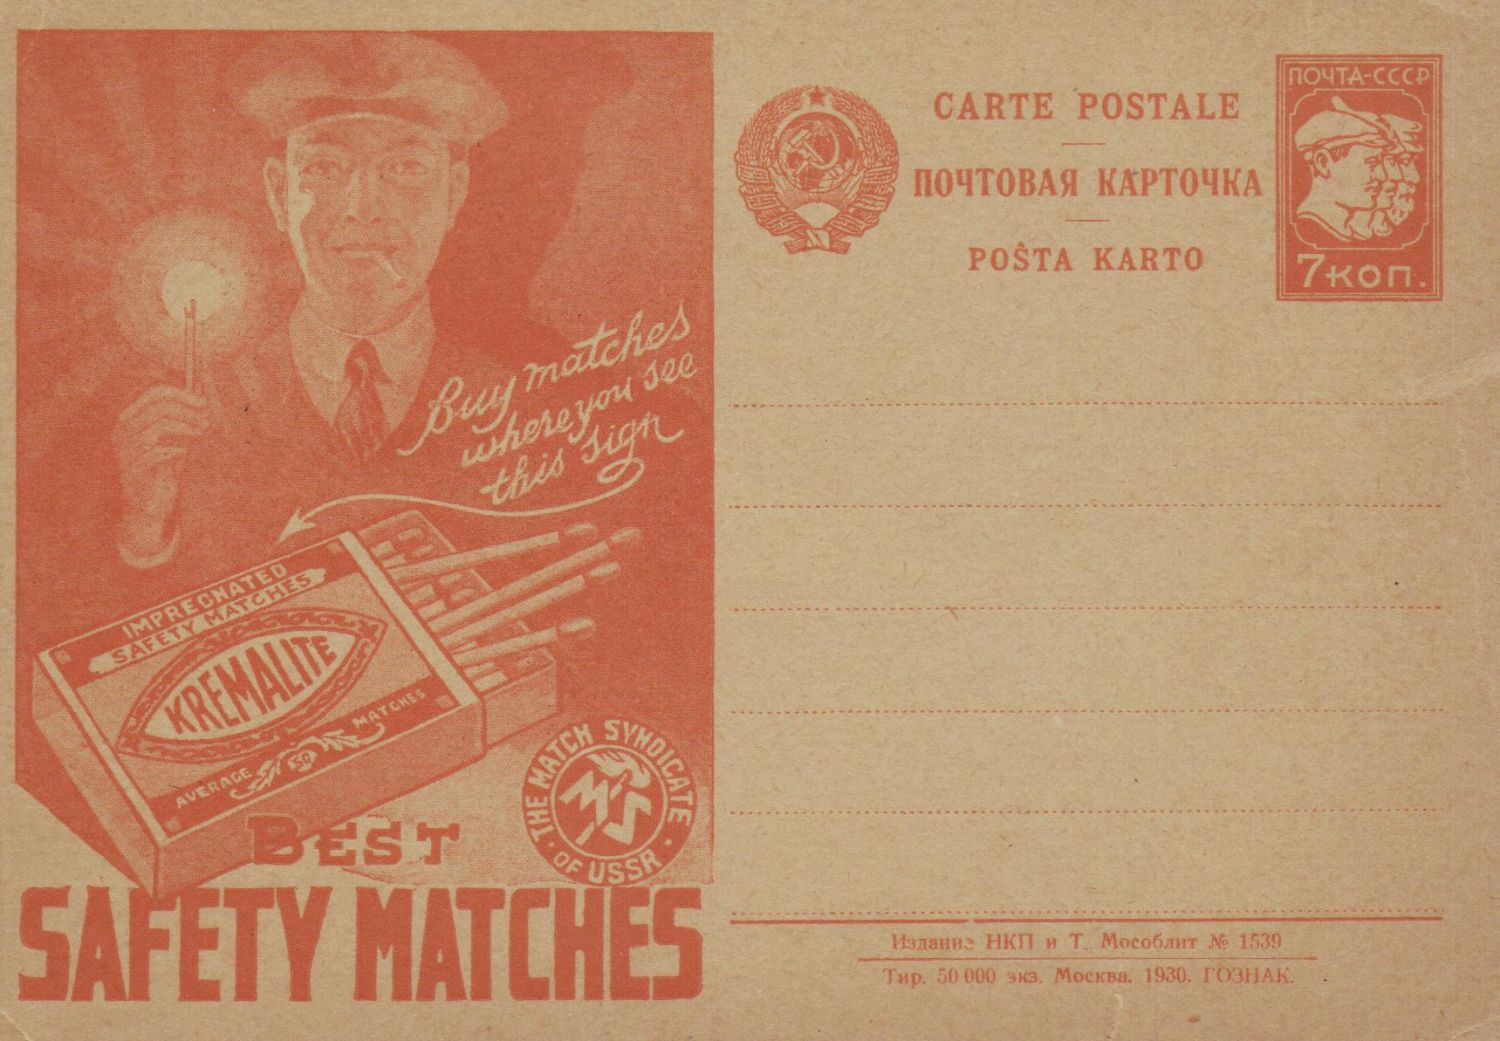 Buy matches
where you see
this sign
IMPREGNATED
SAFETY MATCHES
KREMALITE
AVERAGE 50 MATCHES
THE MATCH SYNDICATE
· OF USSR ·
MS
BEST
SAFETY MATCHES
CARTE POSTALE
ПОЧТОВАЯ КАРТОЧКА
POŜTA KARTO
ПОЧТА-СССР
7 КОП.
Издание НКП и Т. Мособлит № 1539
Тир. 50 000 экз. Москва. 1930. ГОЗНАК.